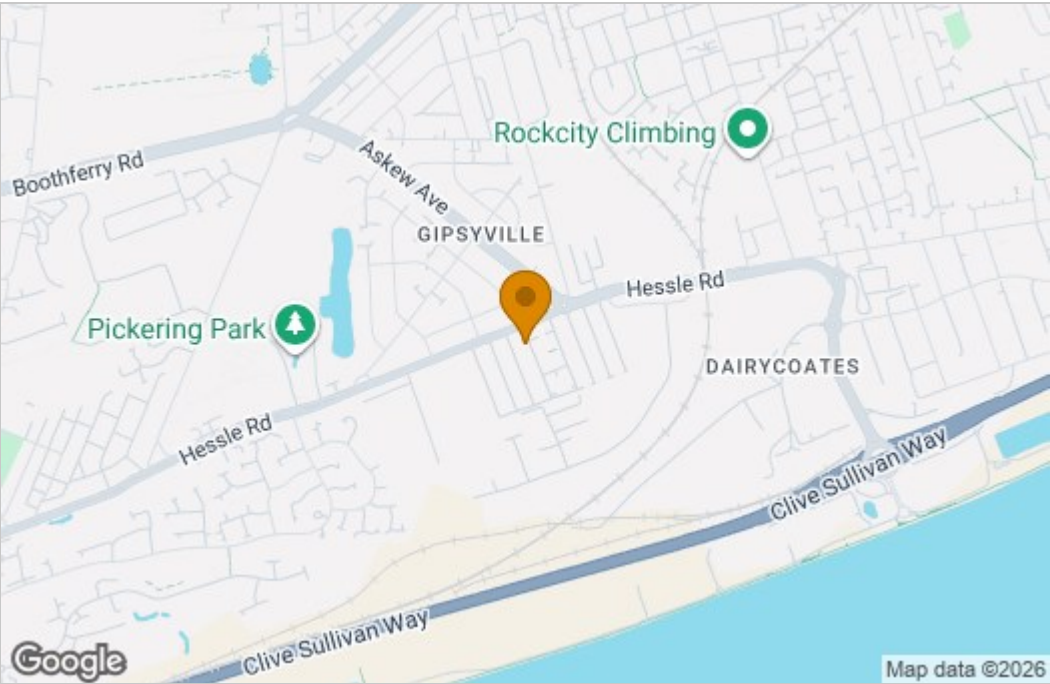 Rockcity Climbing
Boothferry Rd
Askew Ave
GIPSYVILLE
Hessle Rd
Pickering Park
DAIRYCOATES
Hessle Rd
Clive Sullivan Way
Clive Sullivan Way
Google
Map data ©2026